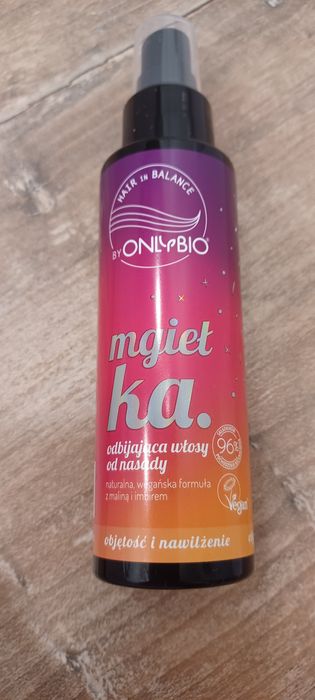 HAIR IN BALANCE
BY ONLYBIO
mgieł
ka.
odbijająca włosy
od nasady
naturalna, wegańska formuła
z maliną i imbirem
96%
Vegan
objętość i nawilżenie